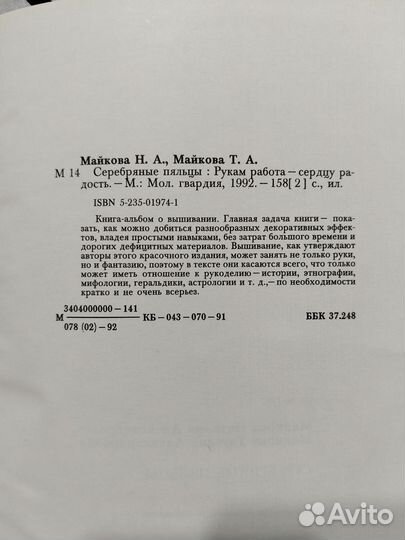 Майкова Н. А., Майкова Т. А.
М 14 Серебряные пяльцы : Рукам работа — сердцу ра-
дость. — М.: Мол. гвардия, 1992. — 158[2] с., ил.
ISBN 5-235-01974-1
Книга-альбом о вышивании. Главная задача книги — пока-
зать, как можно добиться разнообразных декоративных эффек-
тов, владея простыми навыками, без затрат большого времени и
дорогих дефицитных материалов. Вышивание, как утверждают
авторы этого красочного издания, может занять не только руки,
но и фантазию, поэтому в тексте они касаются всего, что только
может иметь отношение к рукоделию — истории, этнографии,
мифологии, геральдики, астрологии и т. д., — по необходимости
кратко и не очень всерьез.
3404000000—141
М КБ—043—070—91 ББК 37.248
078 (02)—92
Avito